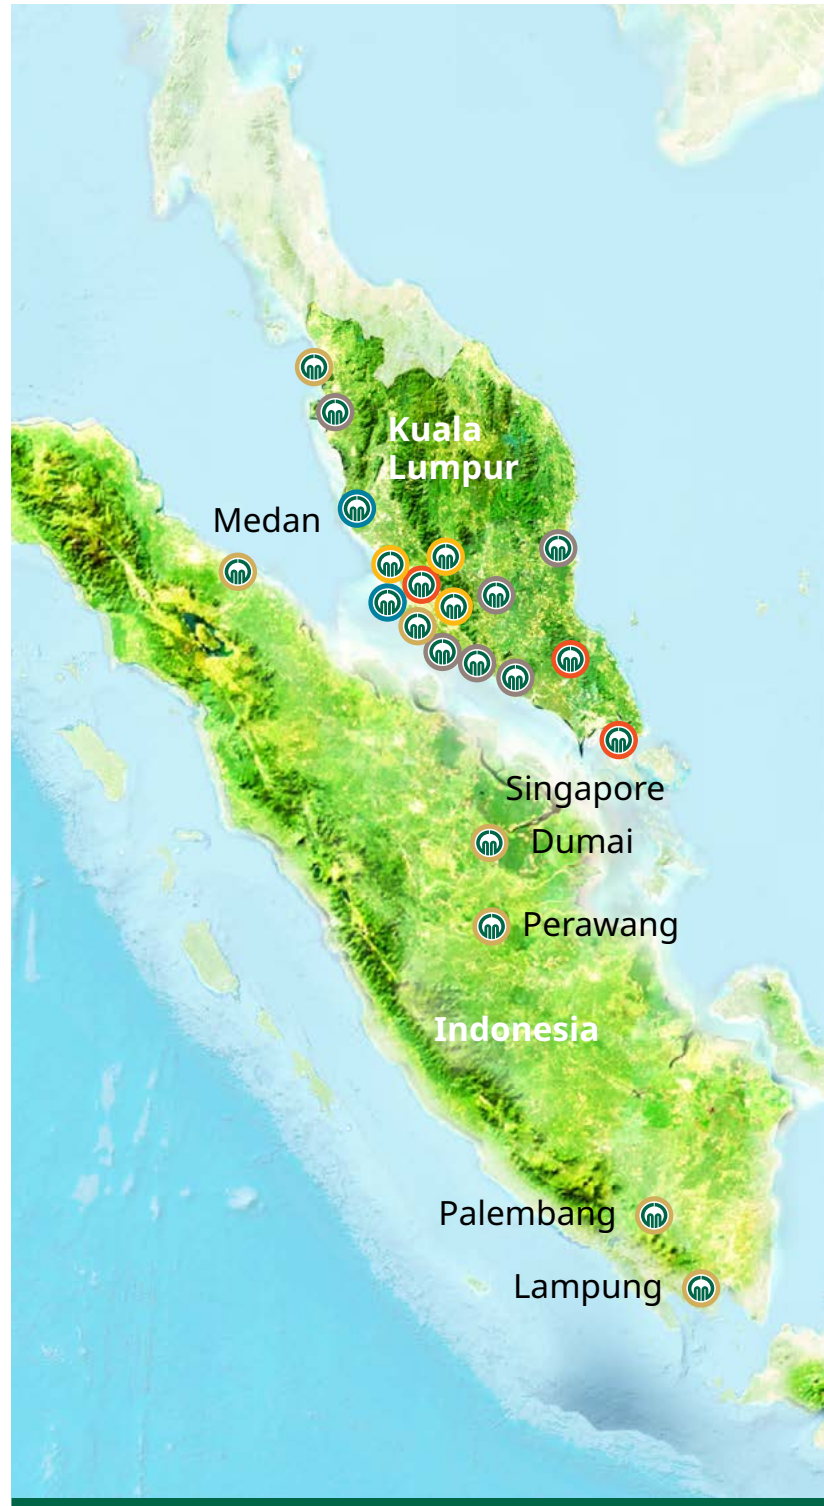 Kuala
Lumpur
Medan
Singapore
Dumai
Perawang
Indonesia
Palembang
Lampung